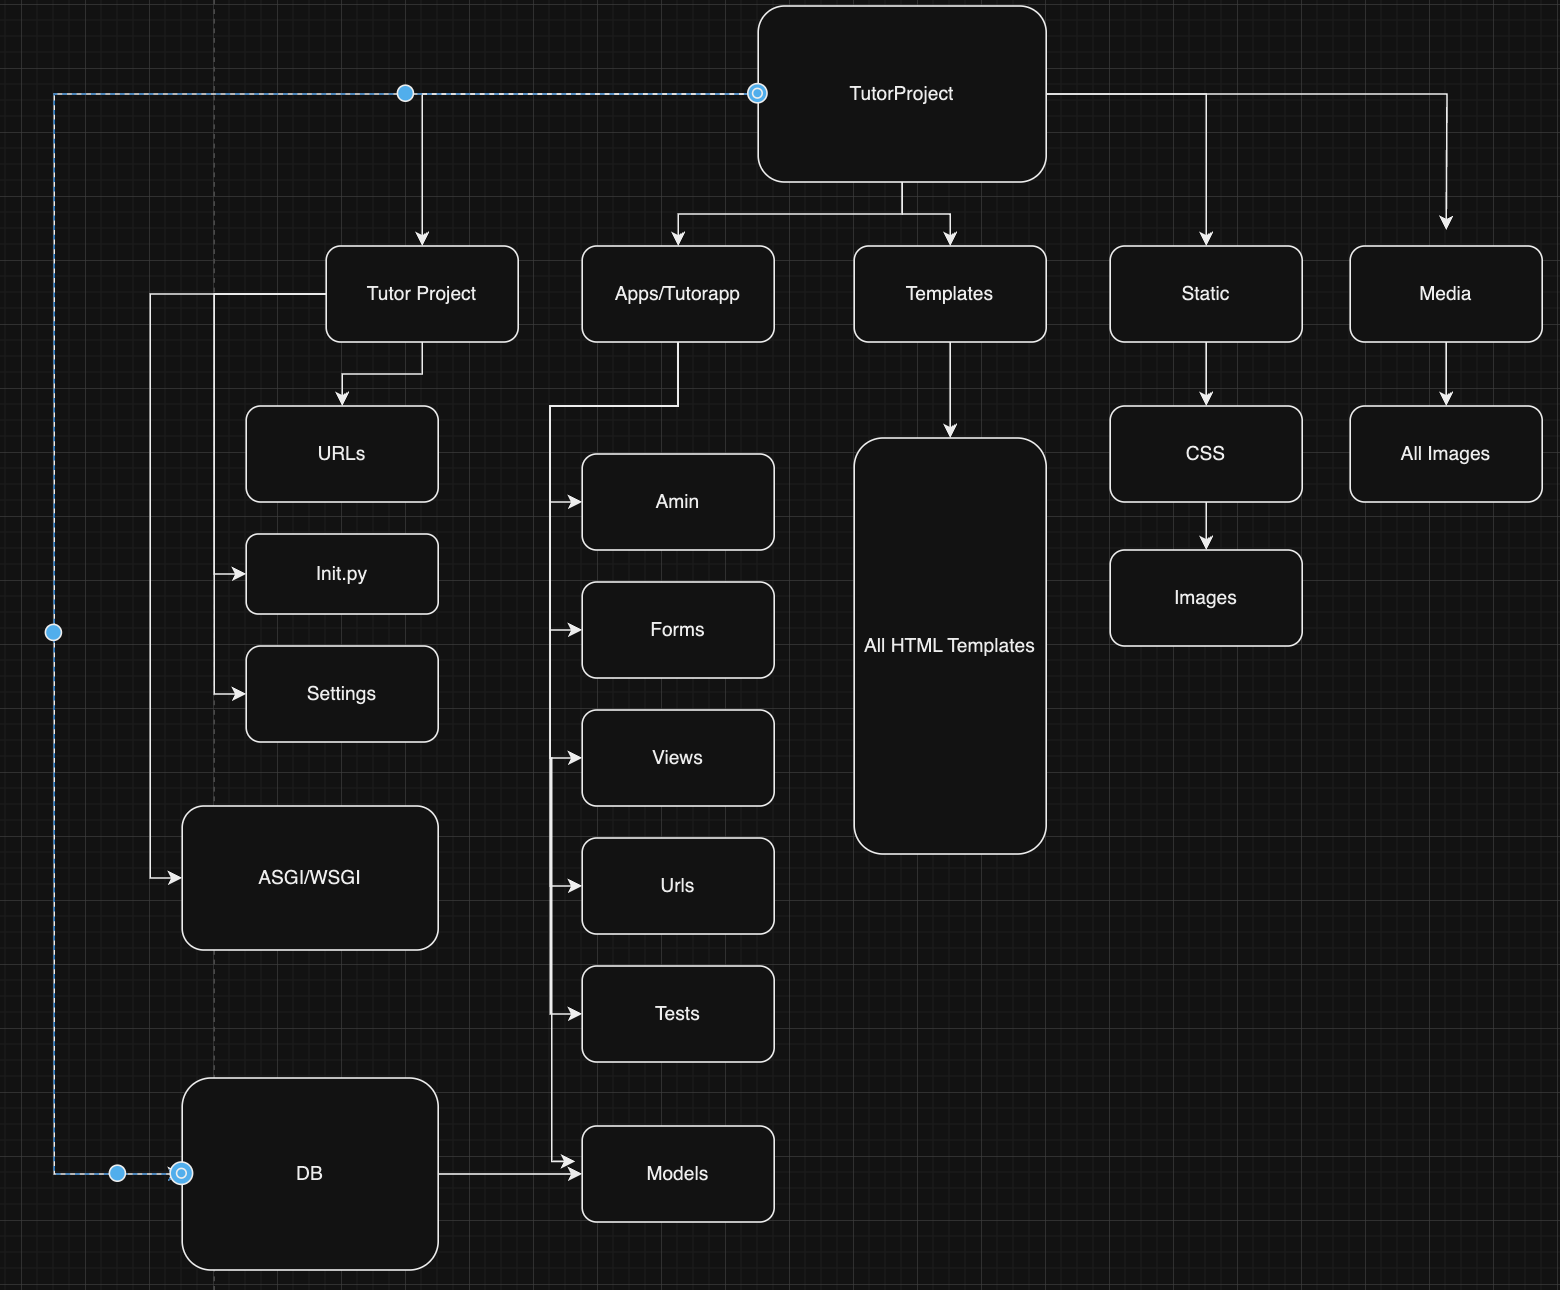 TutorProject
Tutor Project
Apps/Tutorapp
Templates
Static
Media
URLs
CSS
All Images
Amin
Init.py
Images
Forms
All HTML Templates
Settings
Views
ASGI/WSGI
Urls
Tests
DB
Models